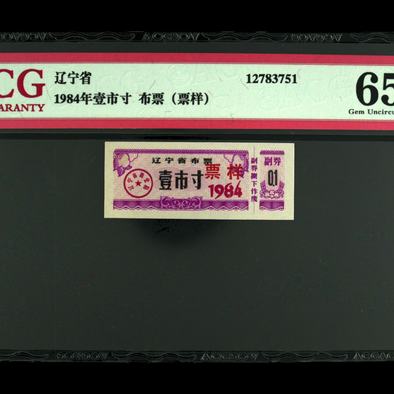 CG
ARANTY
辽宁省
1984年壹市寸 布票（票样）
12783751
65
Gem Uncircu
辽宁省布票
壹市寸
票样
1984
副券
01
副券撕下作废